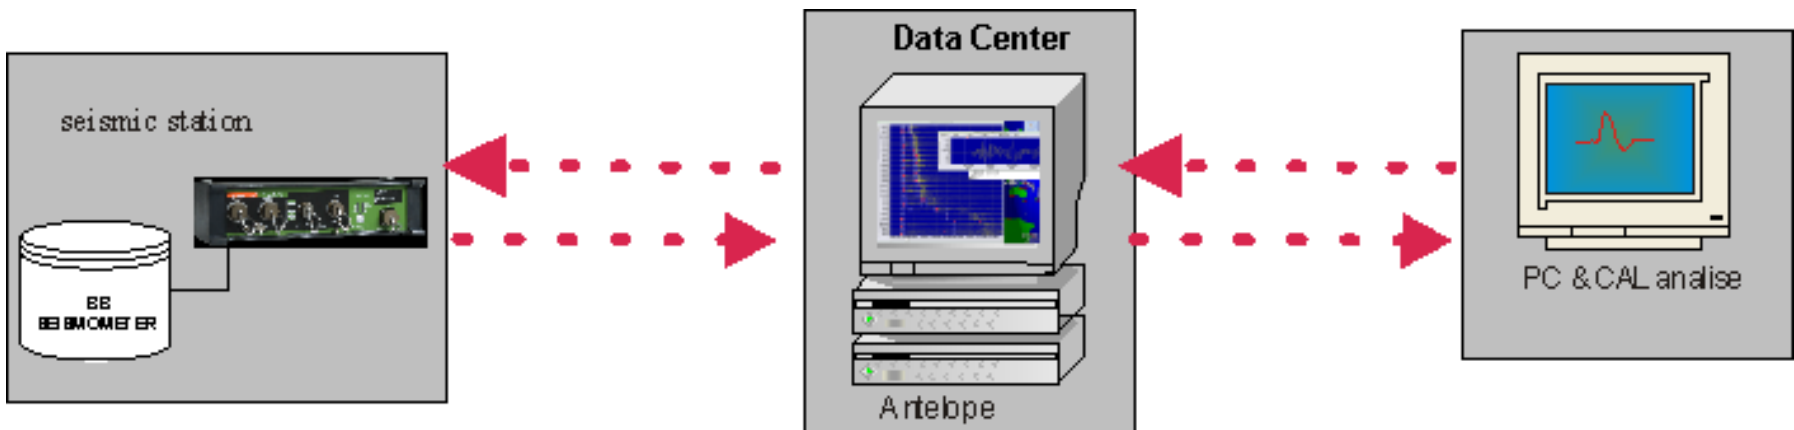 seismic station
BB
SEISMOMETER
Data Center
Antelope
PC & CAL analise